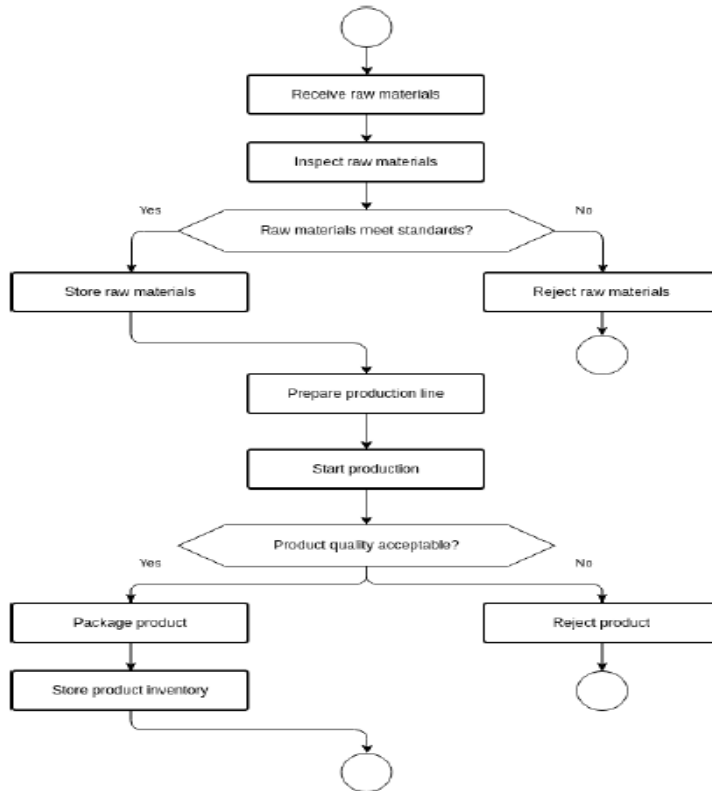 Receive raw materials
Inspect raw materials
Yes
No
Raw materials meet standards?
Store raw materials
Reject raw materials
Prepare production line
Start production
Product quality acceptable?
Yes
No
Package product
Reject product
Store product inventory